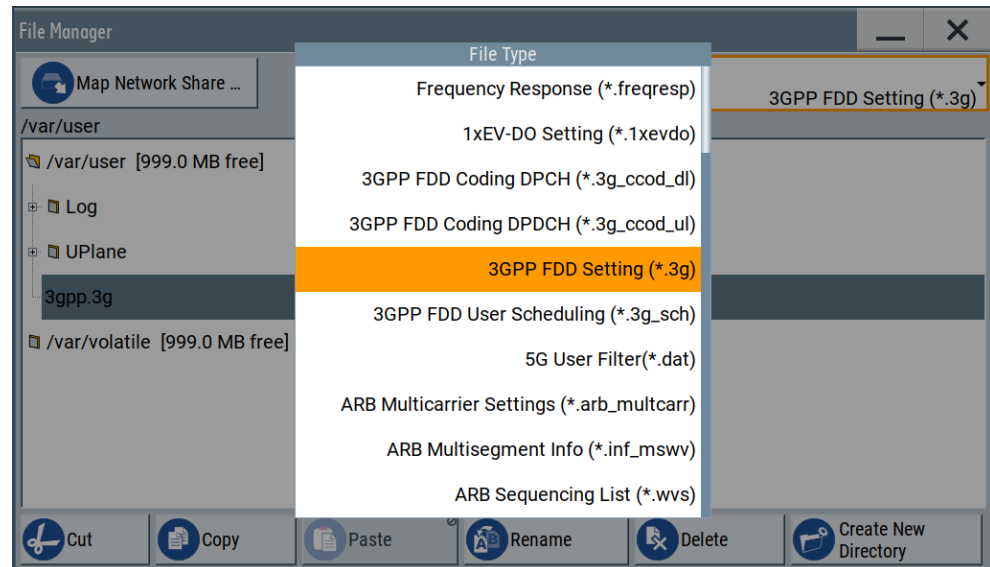 File Manager
File Type
Map Network Share ...
3GPP FDD Setting (*.3g)
/var/user
/var/user [999.0 MB free]
Log
UPlane
3gpp.3g
/var/volatile [999.0 MB free]
Frequency Response (*.freqresp)
1xEV-DO Setting (*.1xevdo)
3GPP FDD Coding DPCH (*.3g_ccod_dl)
3GPP FDD Coding DPDCH (*.3g_ccod_ul)
3GPP FDD Setting (*.3g)
3GPP FDD User Scheduling (*.3g_sch)
5G User Filter(*.dat)
ARB Multicarrier Settings (*.arb_multcarr)
ARB Multisegment Info (*.inf_mswv)
ARB Sequencing List (*.wvs)
Cut
Copy
Paste
Rename
Delete
Create New
Directory